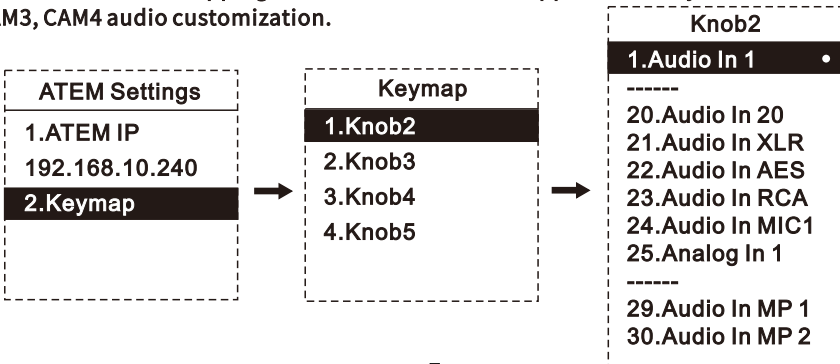 AM3, CAM4 audio customization.
ATEM Settings
1.ATEM IP
192.168.10.240
2.Keymap
Keymap
1.Knob2
2.Knob3
3.Knob4
4.Knob5
Knob2
1.Audio In 1 •
------
20.Audio In 20
21.Audio In XLR
22.Audio In AES
23.Audio In RCA
24.Audio In MIC1
25.Analog In 1
------
29.Audio In MP 1
30.Audio In MP 2